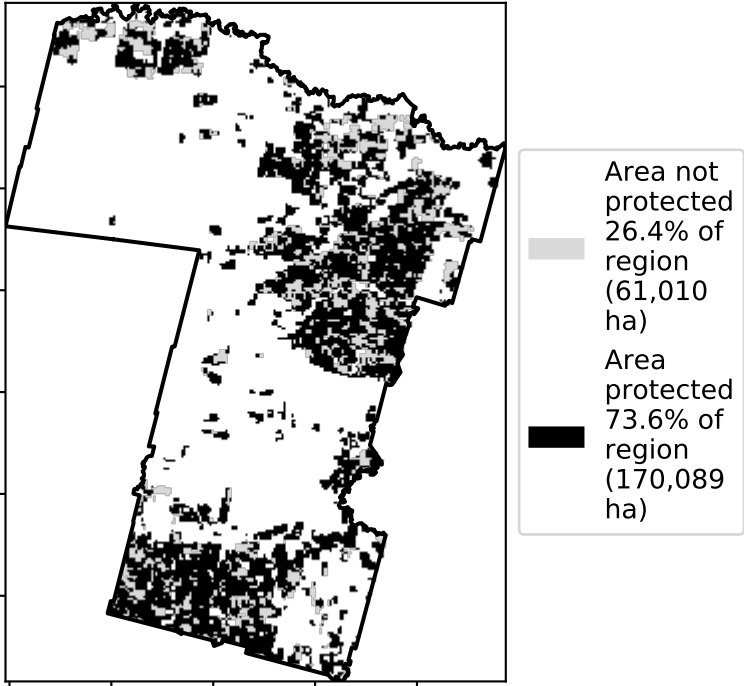 Area not
protected
26.4% of
region
(61,010
ha)
Area
protected
73.6% of
region
(170,089
ha)